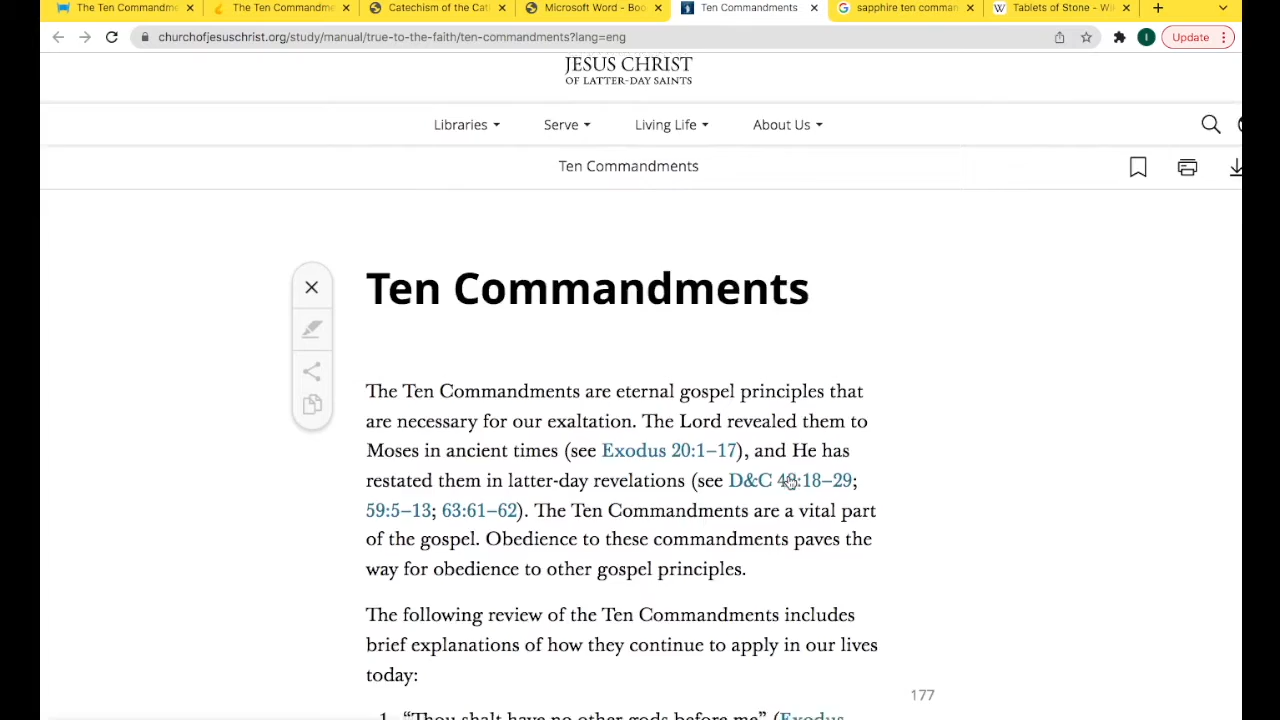 The Ten Commandme
The Ten Commandme
Catechism of the Cat
Microsoft Word - Boo
Ten Commandments
sapphire ten comman
Tablets of Stone - Wi
churchofjesuschrist.org/study/manual/true-to-the-faith/ten-commandments?lang=eng
I
Update
JESUS CHRIST
OF LATTER-DAY SAINTS
Libraries
Serve
Living Life
About Us
Ten Commandments
Ten Commandments
The Ten Commandments are eternal gospel principles that
are necessary for our exaltation. The Lord revealed them to
Moses in ancient times (see Exodus 20:1–17), and He has
restated them in latter-day revelations (see D&C :18–29;
59:5–13; 63:61–62). The Ten Commandments are a vital part
of the gospel. Obedience to these commandments paves the
way for obedience to other gospel principles.
The following review of the Ten Commandments includes
brief explanations of how they continue to apply in our lives
today:
177
1. “Thou shalt have no other gods before me” (Exodus